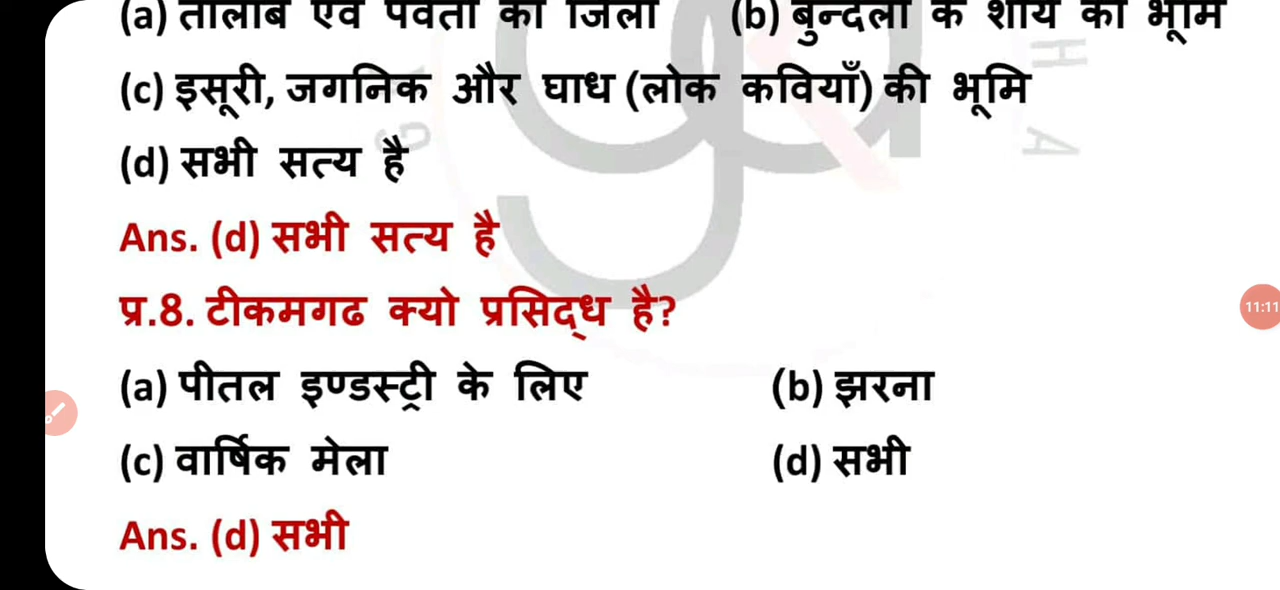 (a) तालाब एवं पर्वतों का जिला (b) बुन्देलों के शौर्य की भूमि
(c) इसूरी, जगनिक और घाध (लोक कवियाँ) की भूमि
(d) सभी सत्य है
Ans. (d) सभी सत्य है
प्र.8. टीकमगढ क्यो प्रसिद्ध है?
(a) पीतल इण्डस्ट्री के लिए (b) झरना
(c) वार्षिक मेला (d) सभी
Ans. (d) सभी
11:11